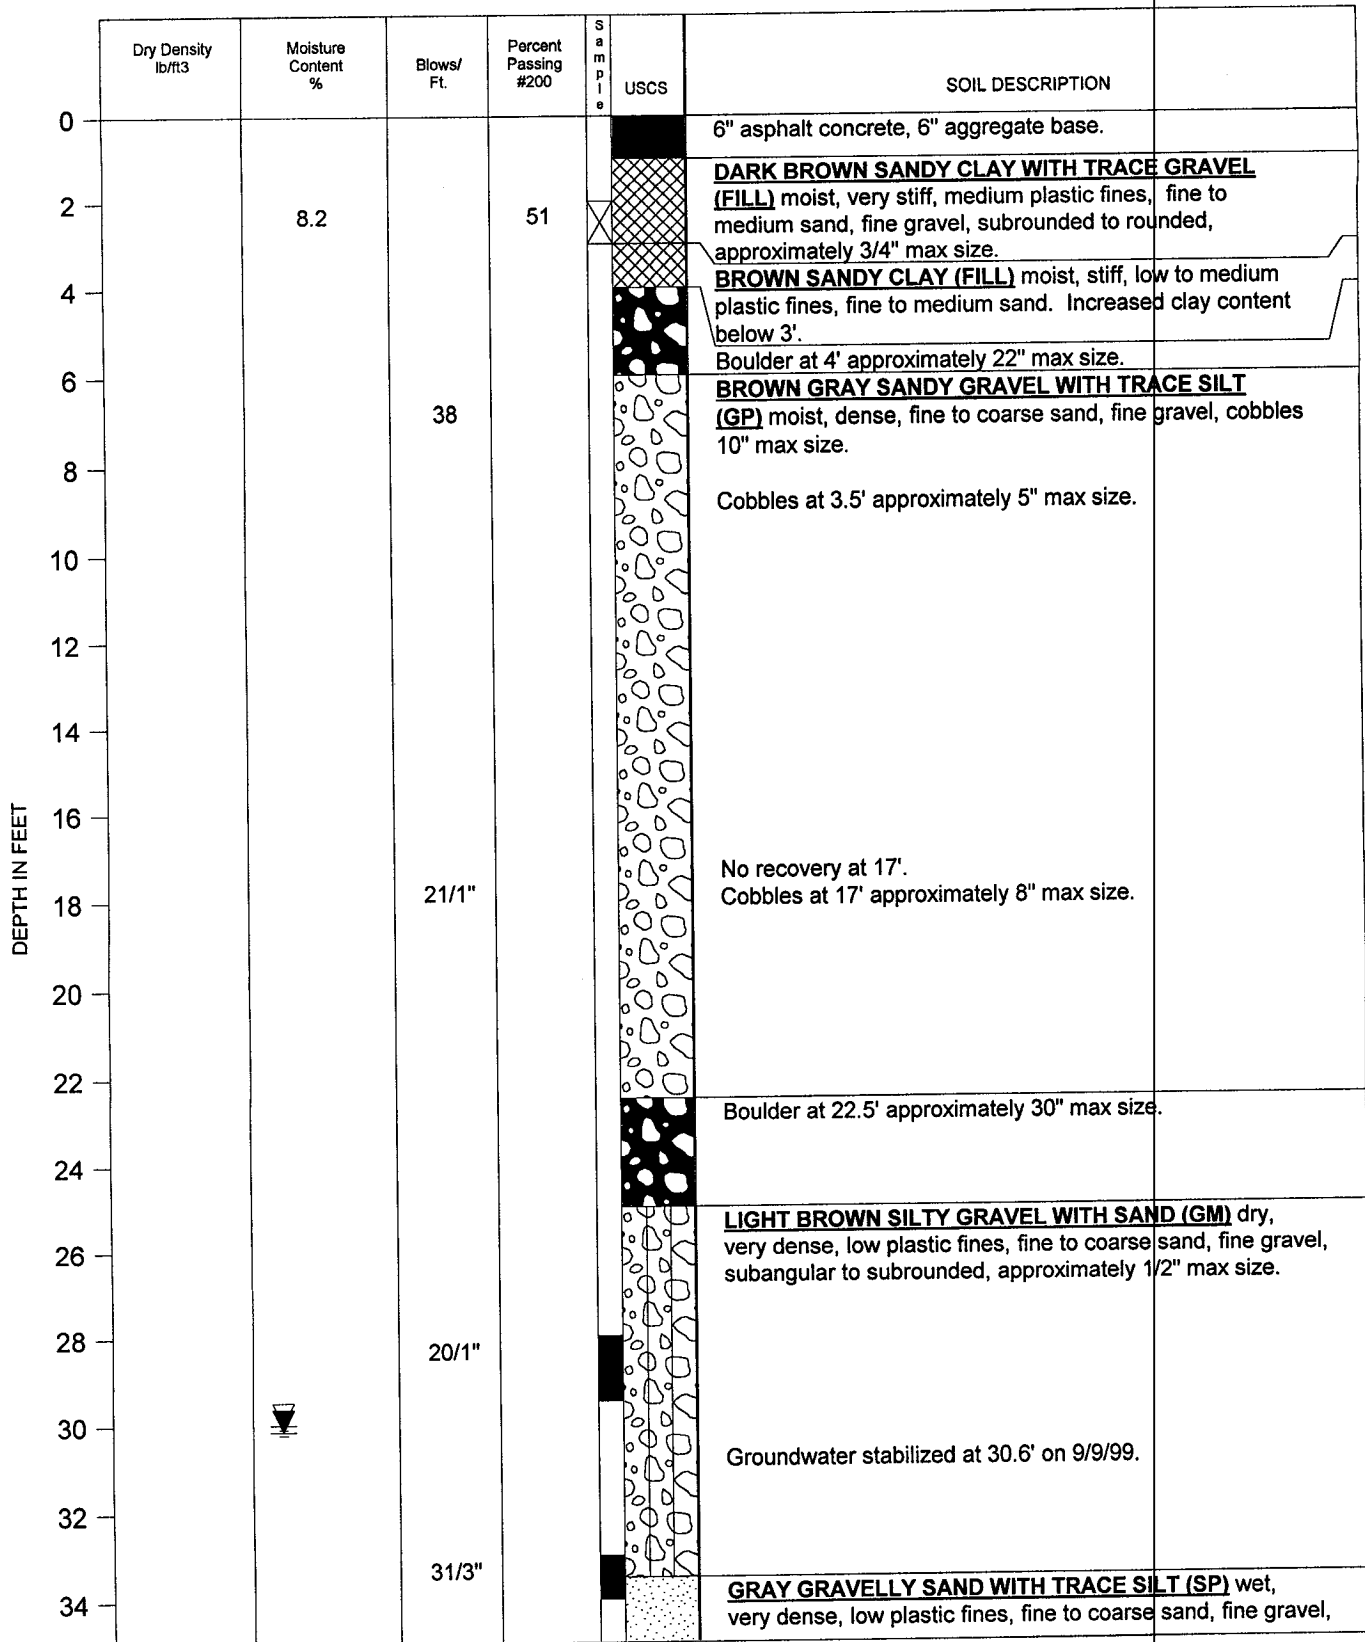 Dry Density
lb/ft3
Moisture
Content
%
Blows/
Ft.
Percent
Passing
#200
Sample
USCS
SOIL DESCRIPTION
0
6" asphalt concrete, 6" aggregate base.
DARK BROWN SANDY CLAY WITH TRACE GRAVEL
2
8.2
51
(FILL) moist, very stiff, medium plastic fines, fine to
medium sand, fine gravel, subrounded to rounded,
approximately 3/4" max size.
BROWN SANDY CLAY (FILL) moist, stiff, low to medium
4
plastic fines, fine to medium sand. Increased clay content
below 3'.
Boulder at 4' approximately 22" max size.
6
BROWN GRAY SANDY GRAVEL WITH TRACE SILT
38
(GP) moist, dense, fine to coarse sand, fine gravel, cobbles
10" max size.
8
Cobbles at 3.5' approximately 5" max size.
10
12
14
16
DEPTH IN FEET
No recovery at 17'.
21/1"
Cobbles at 17' approximately 8" max size.
18
20
22
Boulder at 22.5' approximately 30" max size.
24
LIGHT BROWN SILTY GRAVEL WITH SAND (GM) dry,
very dense, low plastic fines, fine to coarse sand, fine gravel,
26
subangular to subrounded, approximately 1/2" max size.
28
20/1"
30
Groundwater stabilized at 30.6' on 9/9/99.
32
31/3"
GRAY GRAVELLY SAND WITH TRACE SILT (SP) wet,
34
very dense, low plastic fines, fine to coarse sand, fine gravel,